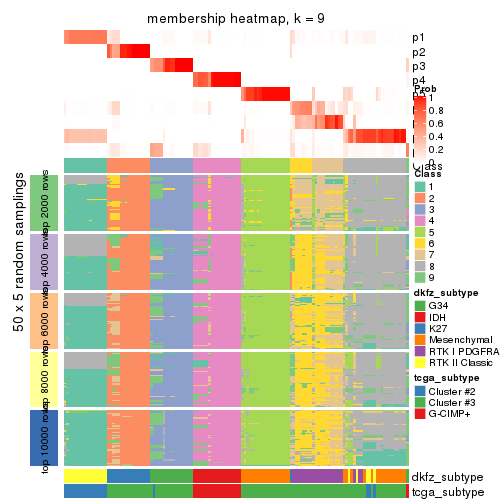 membership heatmap, k = 9
p1
p2
p3
p4
Prob
1
0.8
0.6
0.4
0.2
0
Class
Class
1
2
3
4
5
6
7
8
9
50 x 5 random samplings
top 2000 rows
top 4000 rows
top 6000 rows
top 8000 rows
top 10000 rows
dkfz_subtype
G34
IDH
K27
Mesenchymal
RTK I PDGFRA
RTK II Classic
tcga_subtype
Cluster #2
Cluster #3
G-CIMP+
dkfz_subtype
tcga_subtype